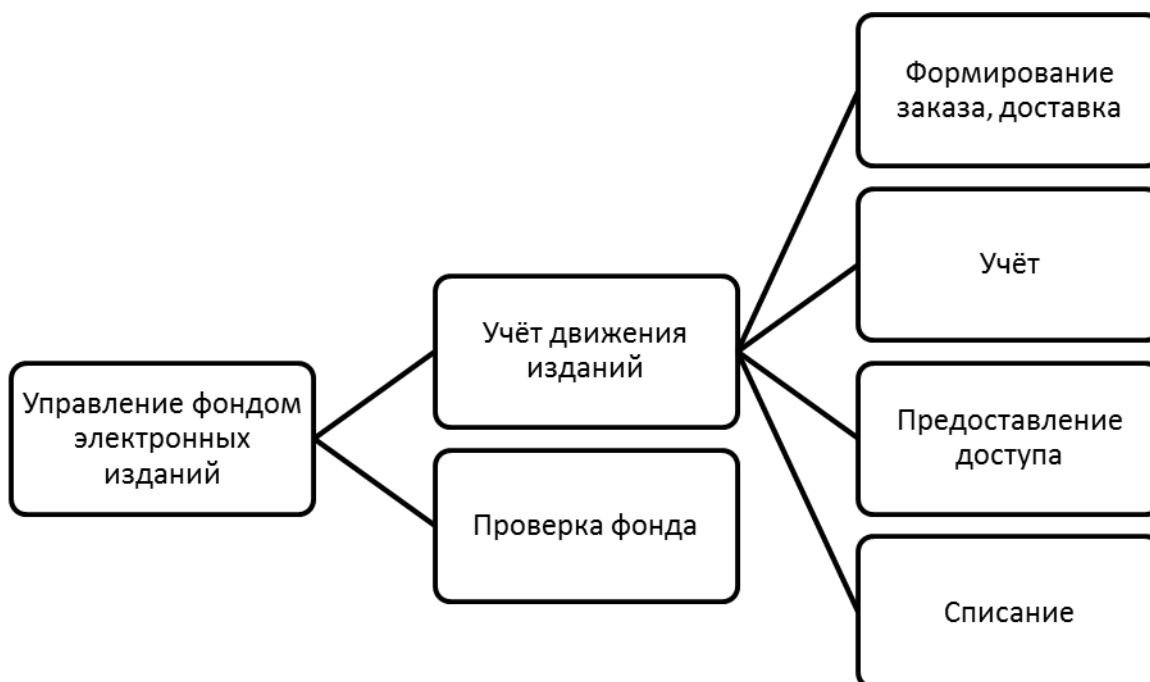 Формирование
заказа, доставка
Учёт
Учёт движения
изданий
Управление фондом
электронных
изданий
Предоставление
доступа
Проверка фонда
Списание